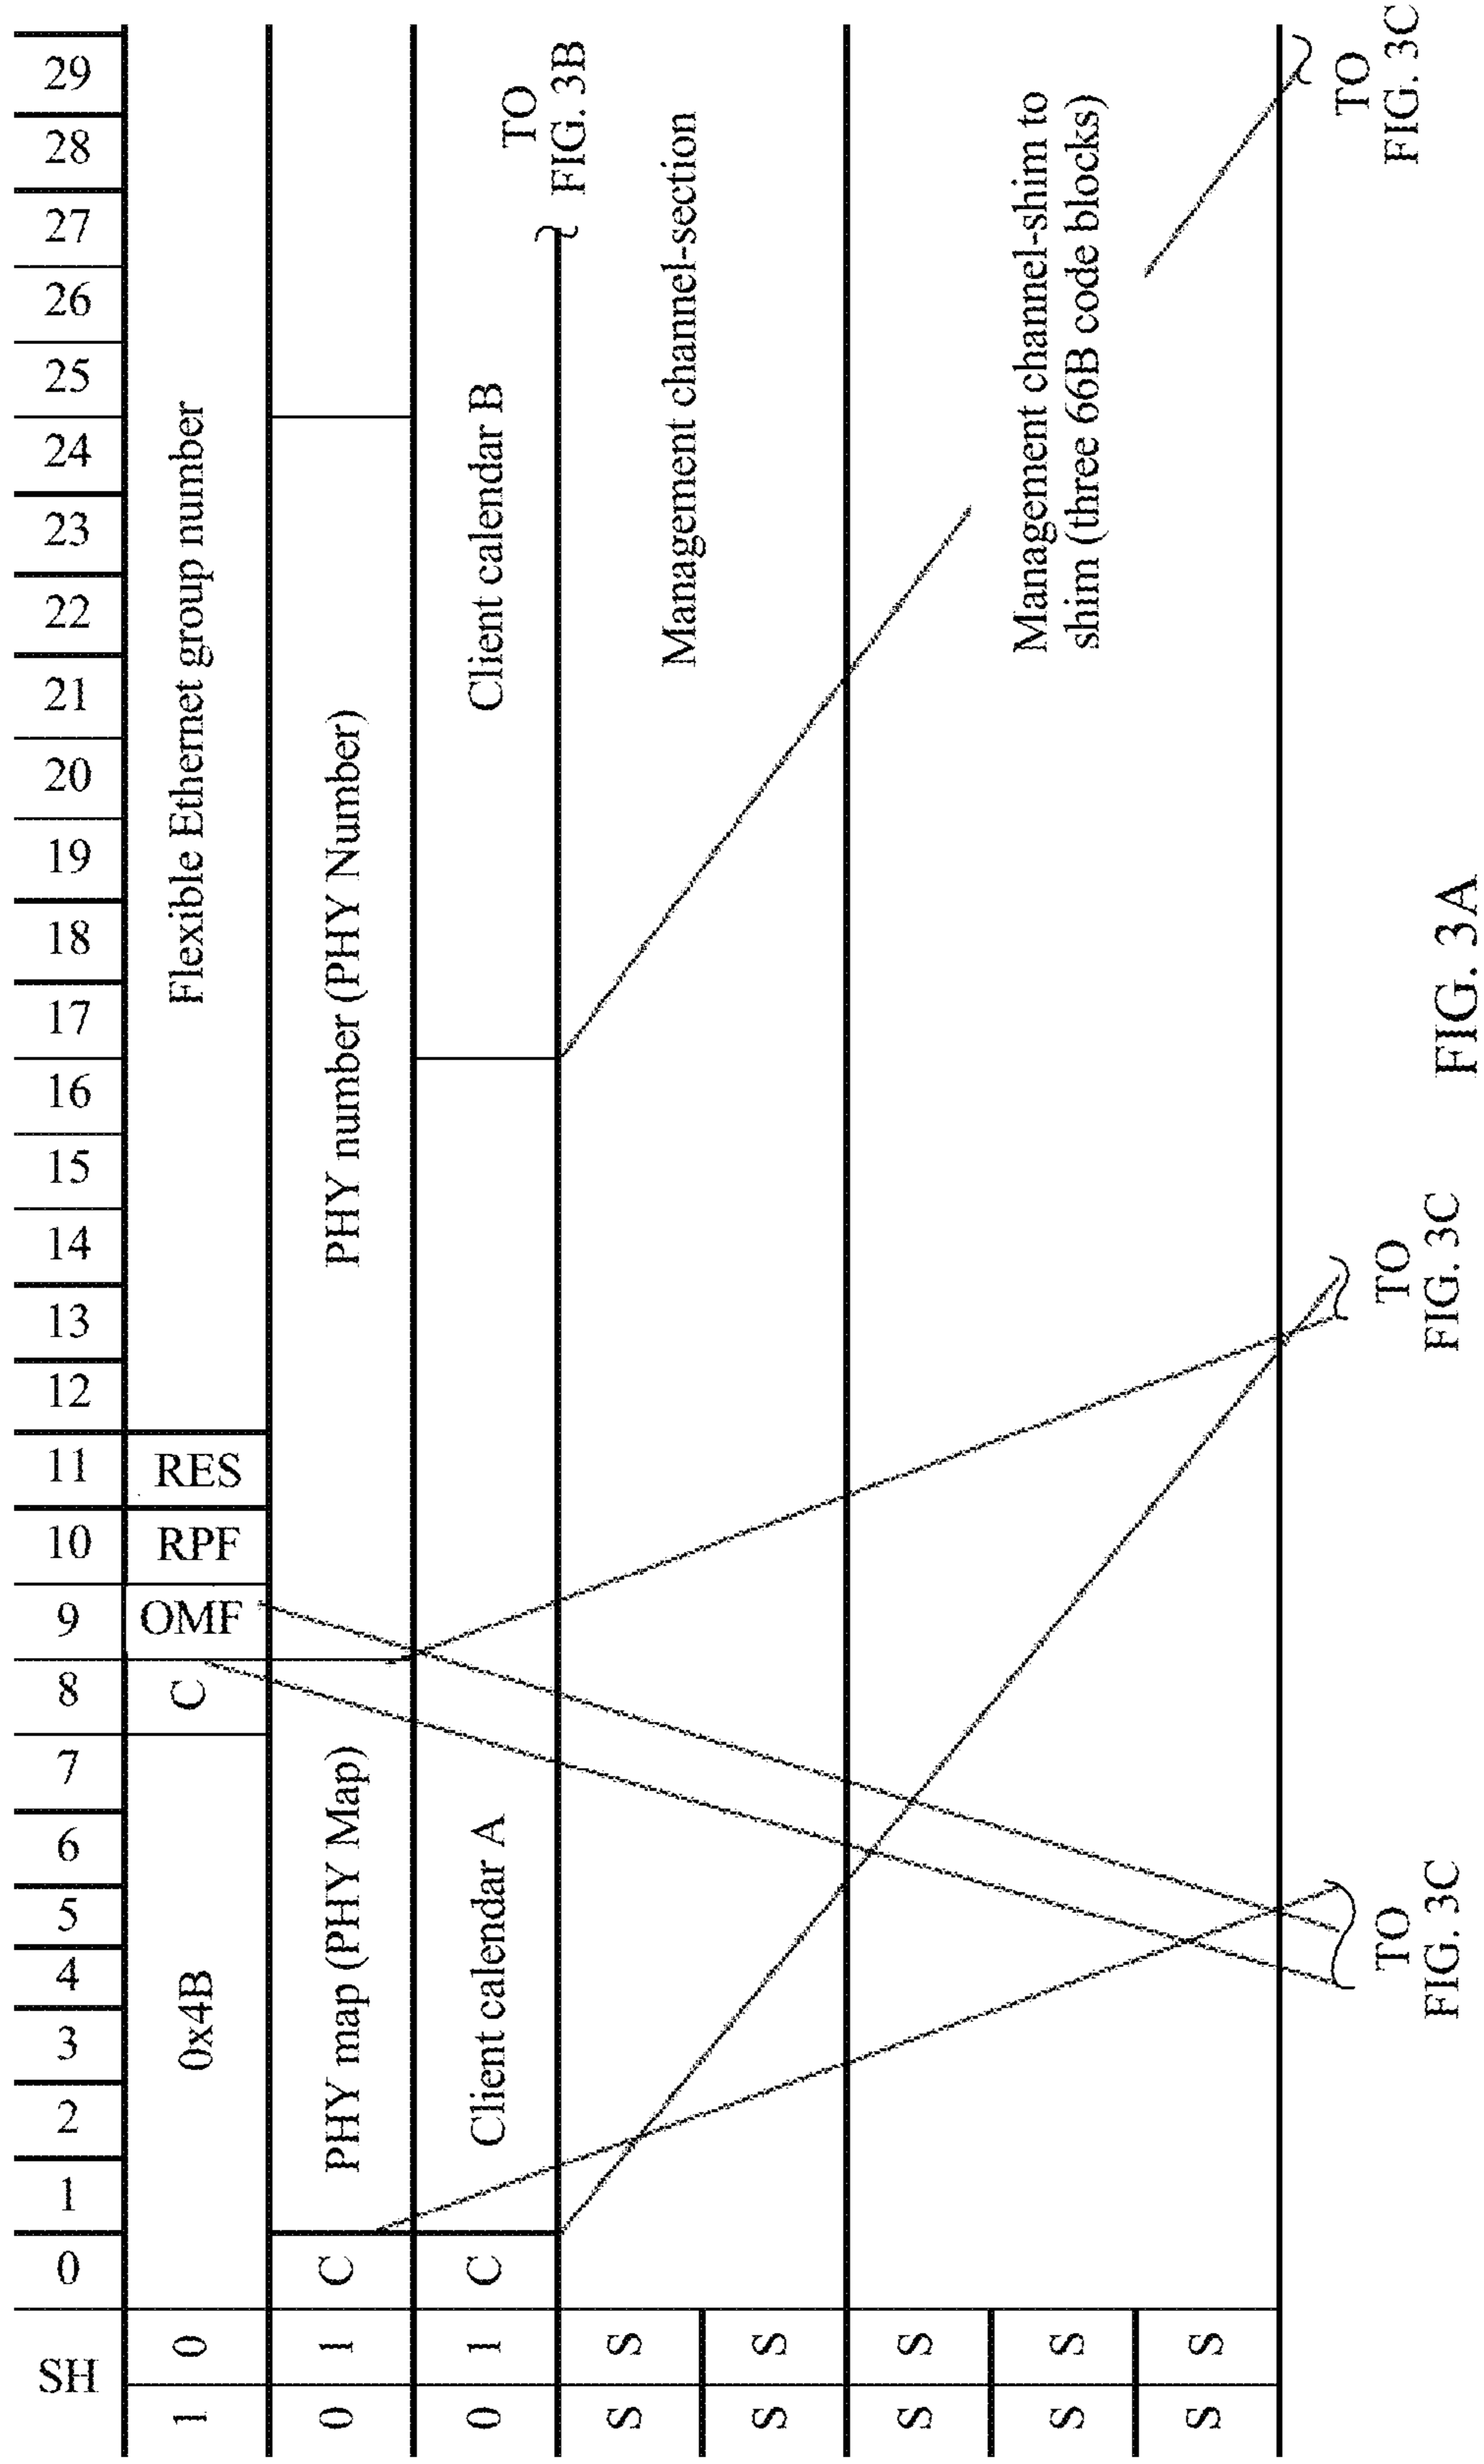 SH 0 1 2 3 4 5 6 7 8 9 10 11 12 13 14 15 16 17 18 19 20 21 22 23 24 25 26 27 28 29
1 0 0x4B C OMF RPF RES Flexible Ethernet group number
0 1 C PHY map (PHY Map) PHY number (PHY Number)
0 1 C Client calendar A Client calendar B
TO
FIG. 3B
S S
Management channel-section
S S
S S
Management channel-shim to
shim (three 66B code blocks)
S S
S S
TO
FIG. 3C
TO
FIG. 3C
TO
FIG. 3C
FIG. 3A